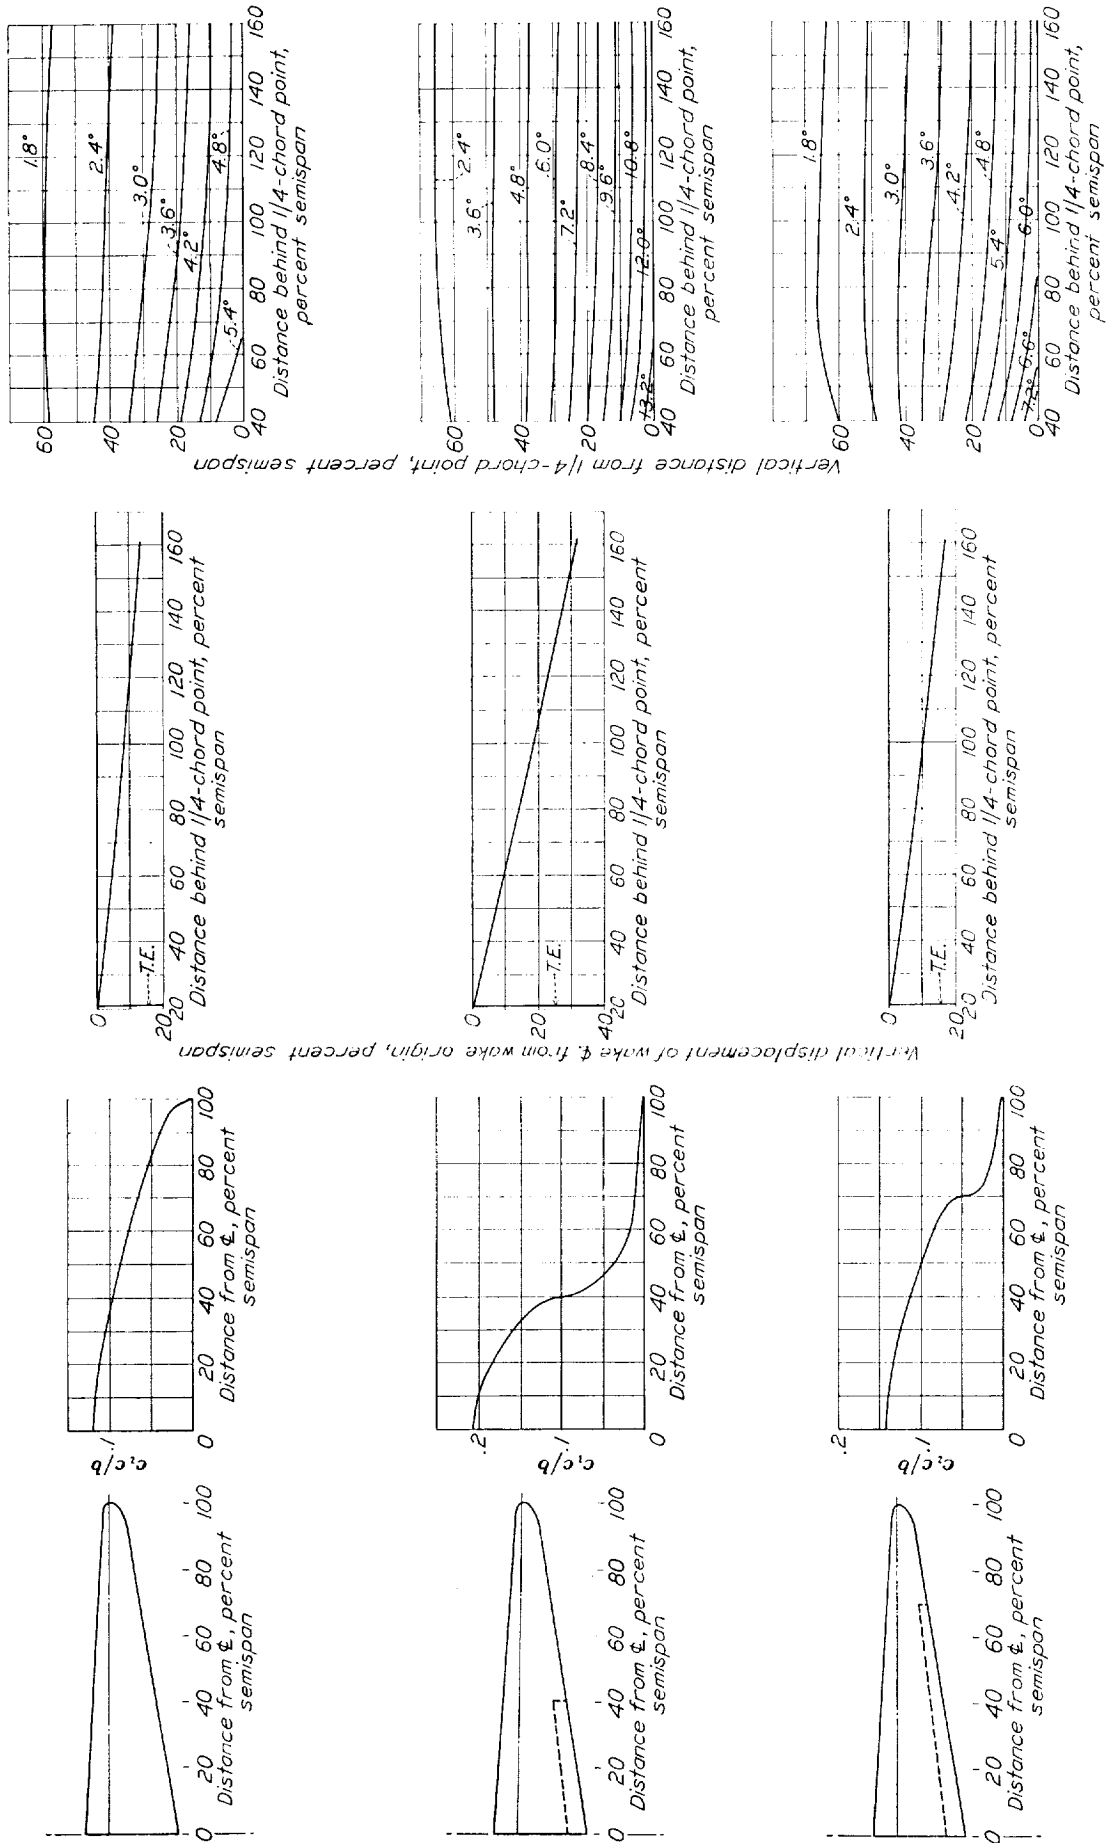 0 20 40 60 80 100
Distance from ℄, percent
semispan
c_l c/b
.1
0 20 40 60 80 100
Distance from ℄, percent
semispan
0
20
T.E.
20 40 60 80 100 120 140 160
Distance behind 1/4-chord point, percent
semispan
60
40
20
0
1.8°
2.4°
3.0°
3.6°
4.2°
4.8°
5.4°
40 60 80 100 120 140 160
Distance behind 1/4-chord point,
percent semispan
0 20 40 60 80 100
Distance from ℄, percent
semispan
c_l c/b
.2
.1
0 20 40 60 80 100
Distance from ℄, percent
semispan
Vertical displacement of wake ℄ from wake origin, percent semispan
0
20
40
T.E.
20 40 60 80 100 120 140 160
Distance behind 1/4-chord point, percent
semispan
Vertical distance from 1/4-chord point, percent semispan
60
40
20
0
2.4°
3.6°
4.8°
6.0°
7.2°
8.4°
9.6°
10.8°
12.0°
13.2°
40 60 80 100 120 140 160
Distance behind 1/4-chord point,
percent semispan
0 20 40 60 80 100
Distance from ℄, percent
semispan
c_l c/b
.2
.1
0 20 40 60 80 100
Distance from ℄, percent
semispan
0
20
T.E.
20 40 60 80 100 120 140 160
Distance behind 1/4-chord point, percent
semispan
60
40
20
0
1.8°
2.4°
3.0°
3.6°
4.2°
4.8°
5.4°
6.0°
6.6°
7.2°
40 60 80 100 120 140 160
Distance behind 1/4-chord point,
percent semispan